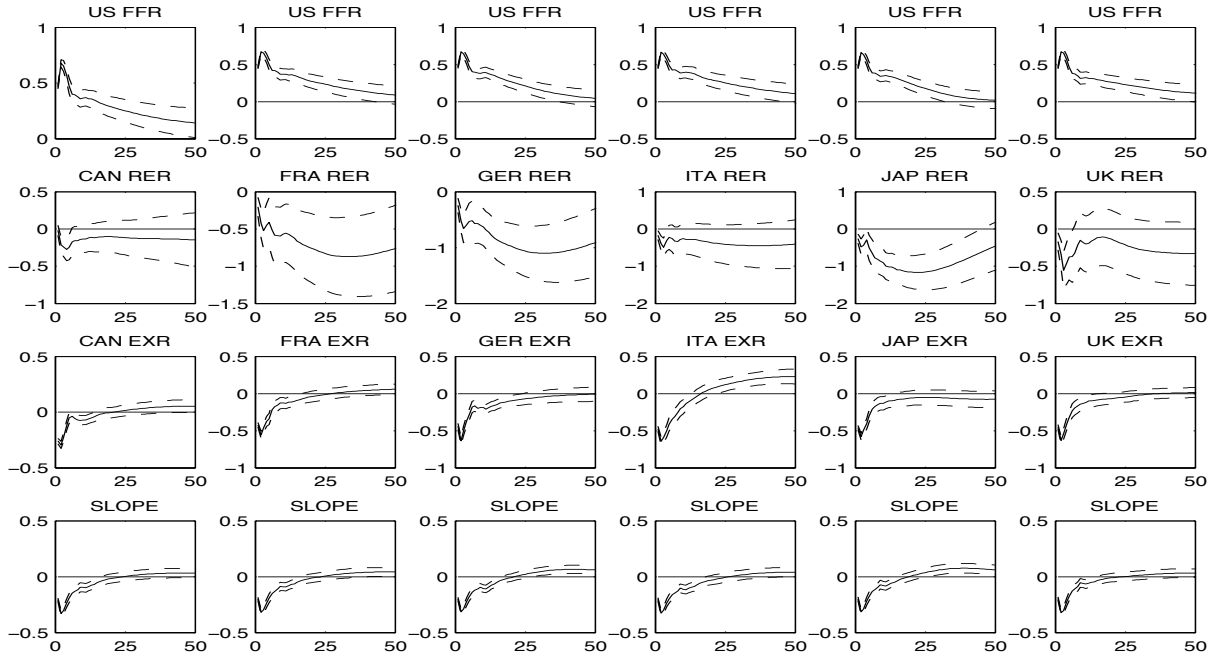 US FFR US FFR US FFR US FFR US FFR US FFR
1 1 1 1 1 1
0.5 0.5 0.5 0.5 0.5 0.5
0 0 0 0 0
0 −0.5 −0.5 −0.5 −0.5 −0.5
0 25 50 0 25 50 0 25 50 0 25 50 0 25 50 0 25 50
CAN RER FRA RER GER RER ITA RER JAP RER UK RER
0.5 0 0 1 1 0.5
0 −0.5 0 0 0
−1
−0.5 −1 −1 −1 −0.5
−1 −1.5 −2 −2 −2 −1
0 25 50 0 25 50 0 25 50 0 25 50 0 25 50 0 25 50
CAN EXR FRA EXR GER EXR ITA EXR JAP EXR UK EXR
0.5 0.5 0.5 0.5 0.5 0.5
0 0 0 0 0
0
−0.5 −0.5 −0.5 −0.5 −0.5
−0.5 −1 −1 −1 −1 −1
0 25 50 0 25 50 0 25 50 0 25 50 0 25 50 0 25 50
SLOPE SLOPE SLOPE SLOPE SLOPE SLOPE
0.5 0.5 0.5 0.5 0.5 0.5
0 0 0 0 0 0
−0.5 −0.5 −0.5 −0.5 −0.5 −0.5
0 25 50 0 25 50 0 25 50 0 25 50 0 25 50 0 25 50